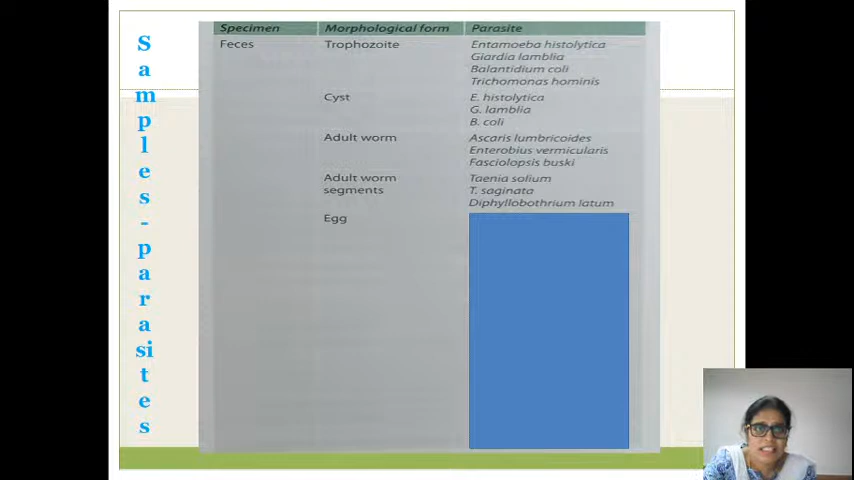 Samples-parasites
Specimen Morphological form Parasite
Feces Trophozoite Entamoeba histolytica
Giardia lamblia
Balantidium coli
Trichomonas hominis
Cyst E. histolytica
G. lamblia
B. coli
Adult worm Ascaris lumbricoides
Enterobius vermicularis
Fasciolopsis buski
Adult worm Taenia solium
segments T. saginata
Diphyllobothrium latum
Egg